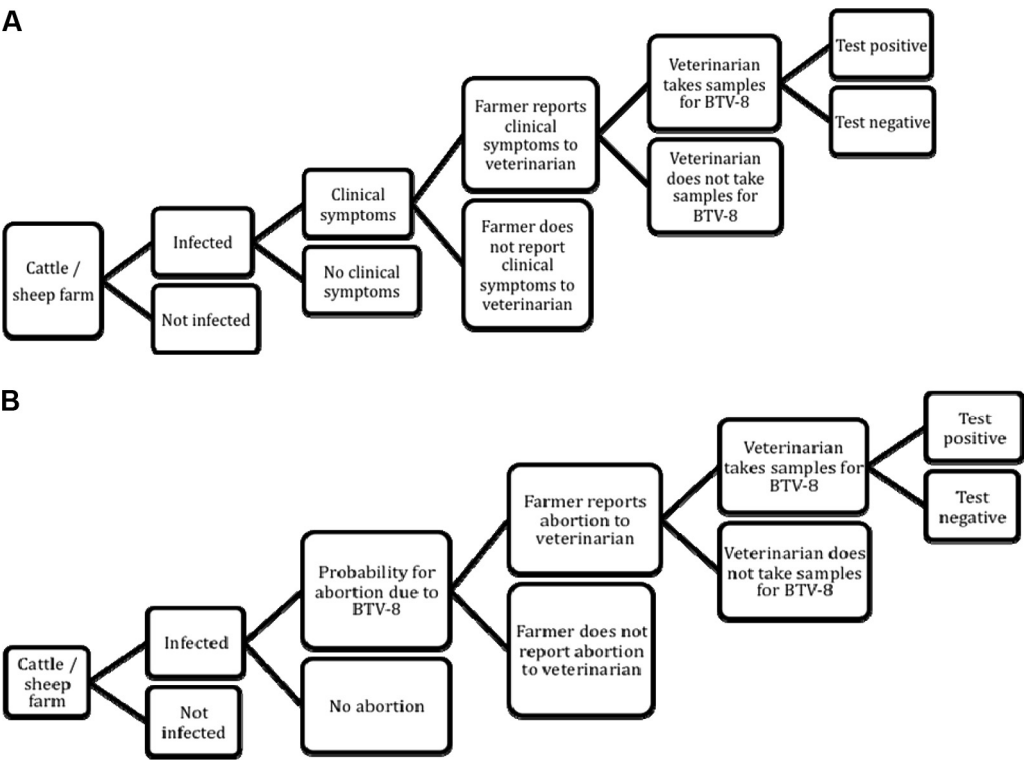 A
Cattle /
sheep farm
Infected
Not infected
Clinical
symptoms
No clinical
symptoms
Farmer reports
clinical
symptoms to
veterinarian
Farmer does
not report
clinical
symptoms to
veterinarian
Veterinarian
takes samples
for BTV-8
Veterinarian
does not take
samples for
BTV-8
Test positive
Test negative
B
Cattle /
sheep
farm
Infected
Not
infected
Probability for
abortion due to
BTV-8
No abortion
Farmer reports
abortion to
veterinarian
Farmer does not
report abortion
to veterinarian
Veterinarian
takes samples for
BTV-8
Veterinarian does
not take samples
for BTV-8
Test
positive
Test
negative